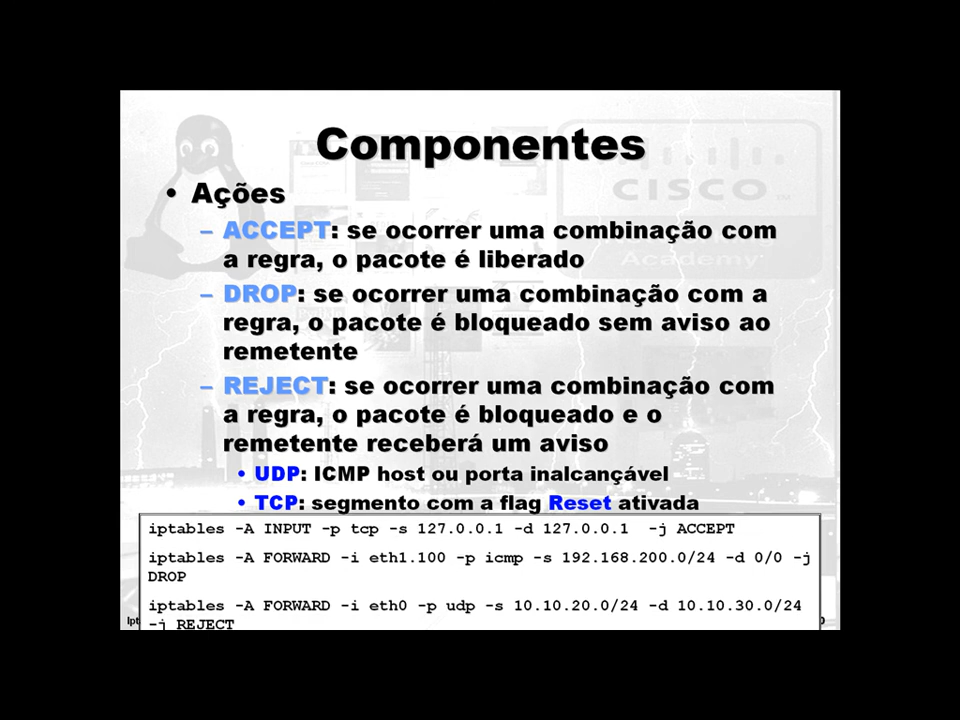 Componentes
• Ações
– ACCEPT: se ocorrer uma combinação com
a regra, o pacote é liberado
– DROP: se ocorrer uma combinação com a
regra, o pacote é bloqueado sem aviso ao
remetente
– REJECT: se ocorrer uma combinação com
a regra, o pacote é bloqueado e o
remetente receberá um aviso
• UDP: ICMP host ou porta inalcançável
• TCP: segmento com a flag Reset ativada
iptables -A INPUT -p tcp -s 127.0.0.1 -d 127.0.0.1 -j ACCEPT
iptables -A FORWARD -i eth1.100 -p icmp -s 192.168.200.0/24 -d 0/0 -j
DROP
iptables -A FORWARD -i eth0 -p udp -s 10.10.20.0/24 -d 10.10.30.0/24
-j REJECT
CISCO
Academy